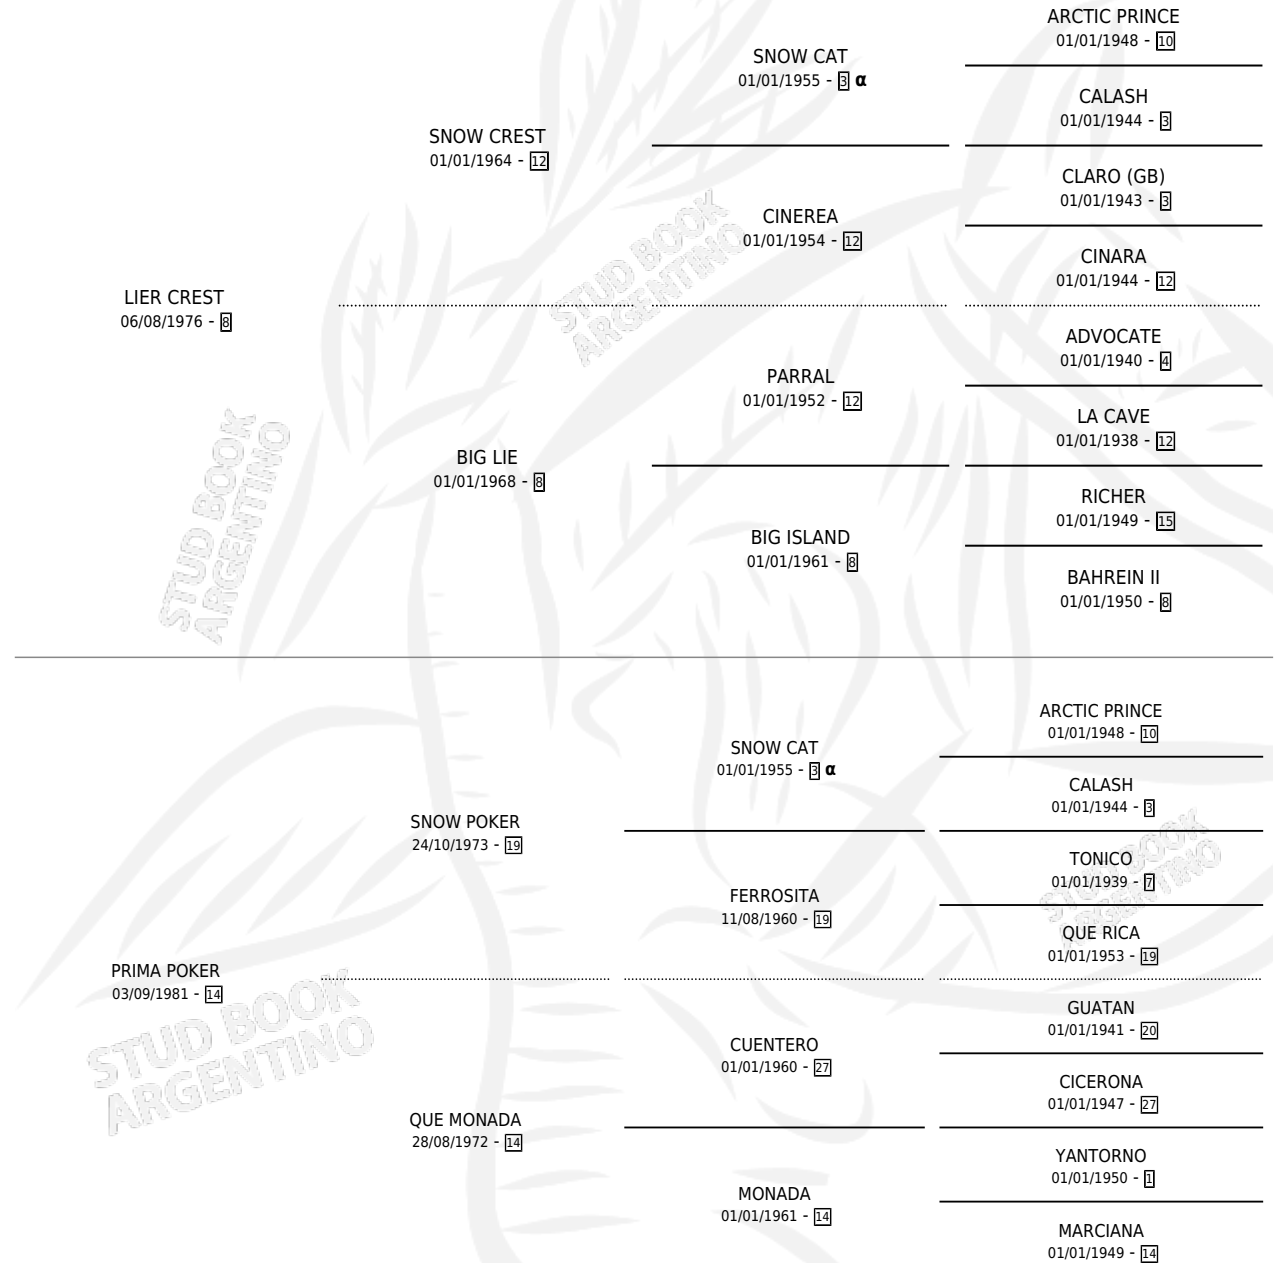 ARCTIC PRINCE
01/01/1948 - 10
SNOW CAT
01/01/1955 - 3 α
CALASH
01/01/1944 - 3
SNOW CREST
01/01/1964 - 12
CLARO (GB)
01/01/1943 - 3
CINEREA
01/01/1954 - 12
CINARA
01/01/1944 - 12
LIER CREST
06/08/1976 - 8
ADVOCATE
01/01/1940 - 4
PARRAL
01/01/1952 - 12
LA CAVE
01/01/1938 - 12
BIG LIE
01/01/1968 - 8
RICHER
01/01/1949 - 15
BIG ISLAND
01/01/1961 - 8
BAHREIN II
01/01/1950 - 8
STUD BOOK
ARGENTINO
STUD BOOK
ARGENTINO
ARCTIC PRINCE
01/01/1948 - 10
SNOW CAT
01/01/1955 - 3 α
CALASH
01/01/1944 - 3
SNOW POKER
24/10/1973 - 19
TONICO
01/01/1939 - 7
FERROSITA
11/08/1960 - 19
QUE RICA
01/01/1953 - 19
PRIMA POKER
03/09/1981 - 14
GUATAN
01/01/1941 - 20
CUENTERO
01/01/1960 - 27
CICERONA
01/01/1947 - 27
QUE MONADA
28/08/1972 - 14
YANTORNO
01/01/1950 - 1
MONADA
01/01/1961 - 14
MARCIANA
01/01/1949 - 14
STUD BOOK
ARGENTINO
STUD BOOK
ARGENTINO